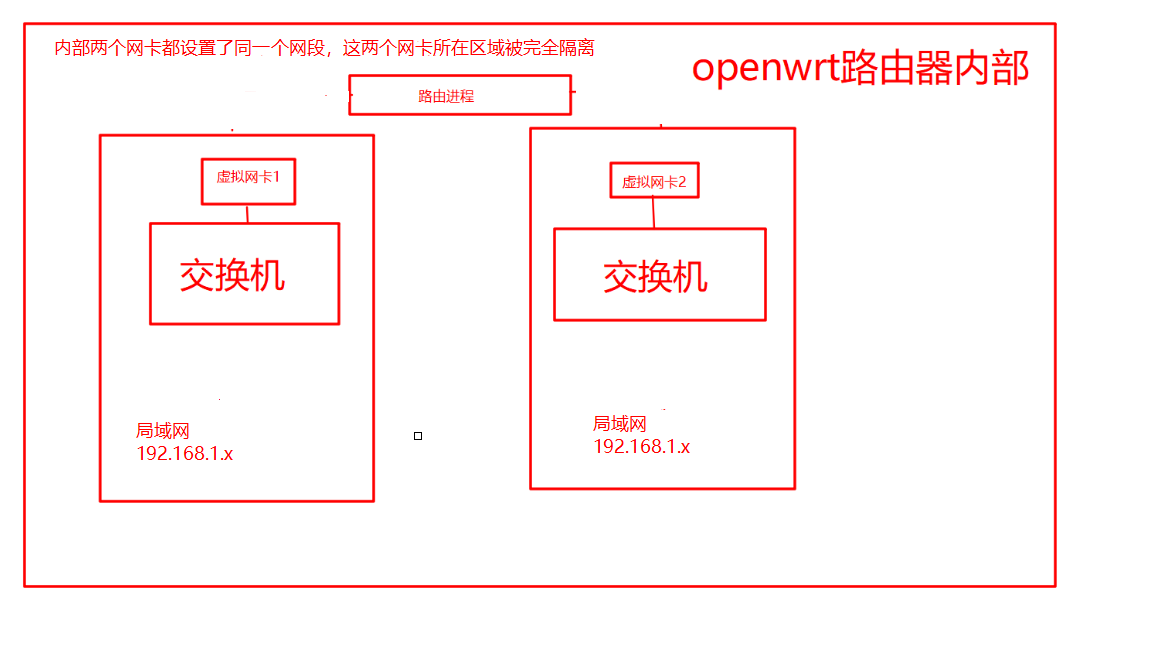 内部两个网卡都设置了同一个网段，这两个网卡所在区域被完全隔离
openwrt路由器内部
路由进程
虚拟网卡1
交换机
局域网
192.168.1.x
虚拟网卡2
交换机
局域网
192.168.1.x